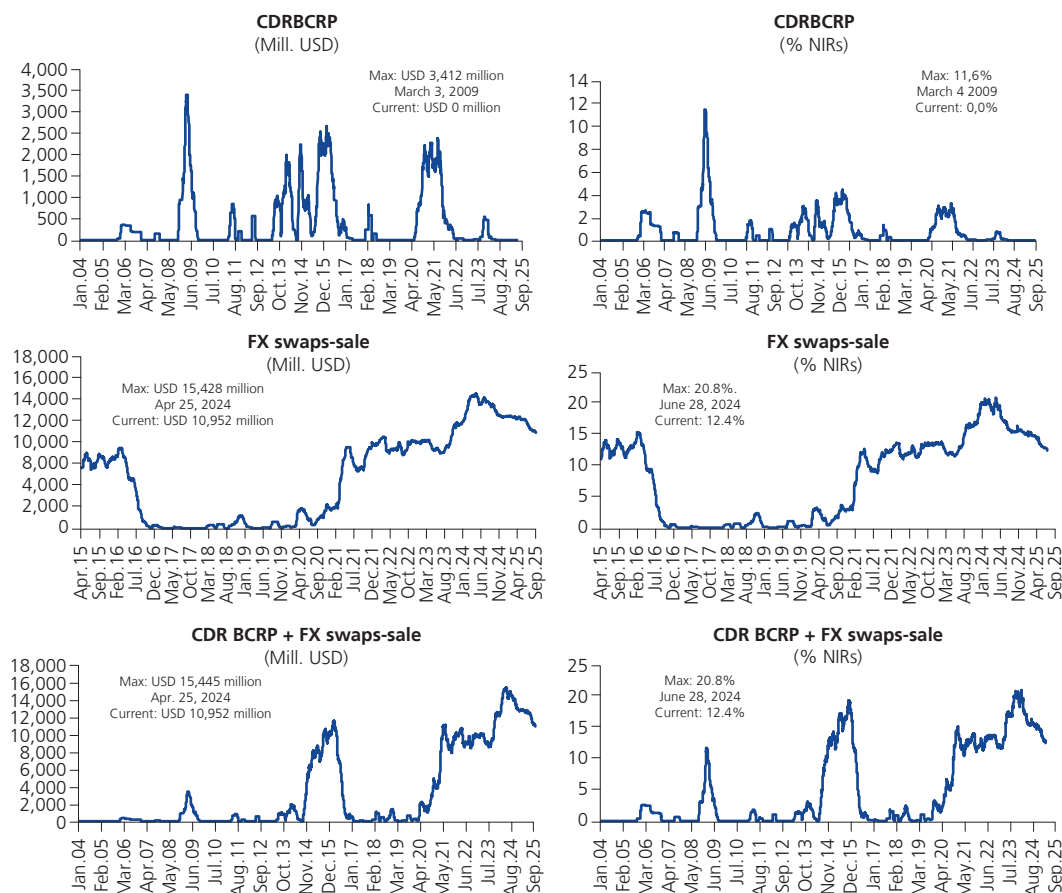 CDRBCRP
(Mill. USD)
Max: USD 3,412 million
March 3, 2009
Current: USD 0 million
4,000
3,500
3,000
2,500
2,000
1,500
1,000
500
0
Jan.04
Feb.05
Mar.06
Apr.07
May.08
Jun.09
Jul.10
Aug.11
Sep.12
Oct.13
Nov.14
Dec.15
Jan.17
Feb.18
Mar.19
Apr.20
May.21
Jun.22
Jul.23
Aug.24
Sep.25
CDRBCRP
(% NIRs)
Max: 11,6%
March 4 2009
Current: 0,0%
14
12
10
8
6
4
2
0
Jan.04
Feb.05
Mar.06
Apr.07
May.08
Jun.09
Jul.10
Aug.11
Sep.12
Oct.13
Nov.14
Dec.15
Jan.17
Feb.18
Mar.19
Apr.20
May.21
Jun.22
Jul.23
Aug.24
Sep.25
FX swaps-sale
(Mill. USD)
Max: USD 15,428 million
Apr 25, 2024
Current: USD 10,952 million
18,000
16,000
14,000
12,000
10,000
8,000
4,000
2,000
0
Apr.15
Sep.15
Feb.16
Jul.16
Dec.16
May.17
Oct.17
Mar.18
Aug.18
Jan.19
Jun.19
Nov.19
Apr.20
Sep.20
Feb.21
Jul.21
Dec.21
May.22
Oct.22
Mar.23
Aug.23
Jan.24
Jun.24
Nov.24
Apr.25
Sep.25
FX swaps-sale
(% NIRs)
Max: 20.8%.
June 28, 2024
Current: 12.4%
25
20
15
10
5
0
Apr.15
Sep.15
Feb.16
Jul.16
Dec.16
May.17
Oct.17
Mar.18
Aug.18
Jan.19
Jun.19
Nov.19
Apr.20
Sep.20
Feb.21
Jul.21
Dec.21
May.22
Oct.22
Mar.23
Aug.23
Jan.24
Jun.24
Nov.24
Apr.25
Sep.25
CDR BCRP + FX swaps-sale
(Mill. USD)
Max: USD 15,445 million
Apr. 25, 2024
Current: USD 10,952 million
18,000
16,000
14,000
12,000
10,000
8,000
6,000
4,000
2,000
0
Jan.04
Feb.05
Mar.06
Apr.07
May.08
Jun.09
Jul.10
Aug.11
Sep.12
Oct.13
Nov.14
Dec.15
Jan.17
Feb.18
Mar.19
Apr.20
May.21
Jun.22
Jul.23
Aug.24
Sep.25
CDR BCRP + FX swaps-sale
(% NIRs)
Max: 20.8%
June 28, 2024
Current: 12.4%
25
20
15
10
5
0
Jan.04
Feb.05
Mar.06
Apr.07
May.08
Jun.09
Jul.10
Aug.11
Sep.12
Oct.13
Nov.14
Dec.15
Jan.17
Feb.18
Mar.19
Apr.20
May.21
Jun.22
Jul.23
Aug.24
Sep.25